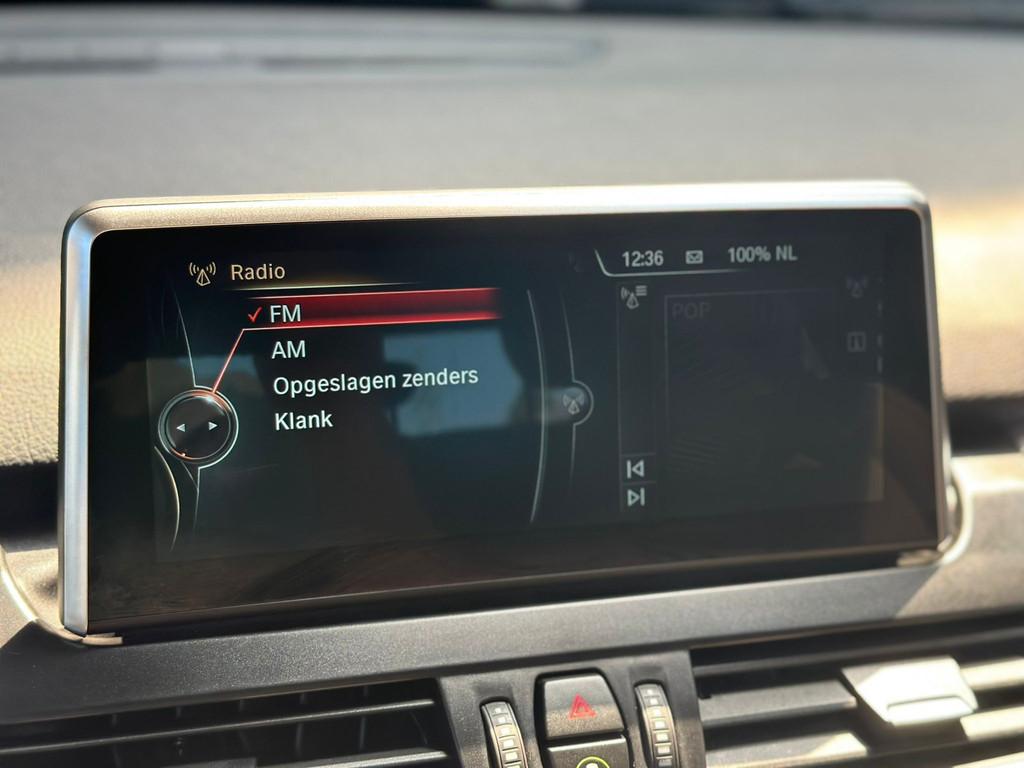 Radio
12:36 100% NL
FM
AM
Opgeslagen zenders
Klank
POP